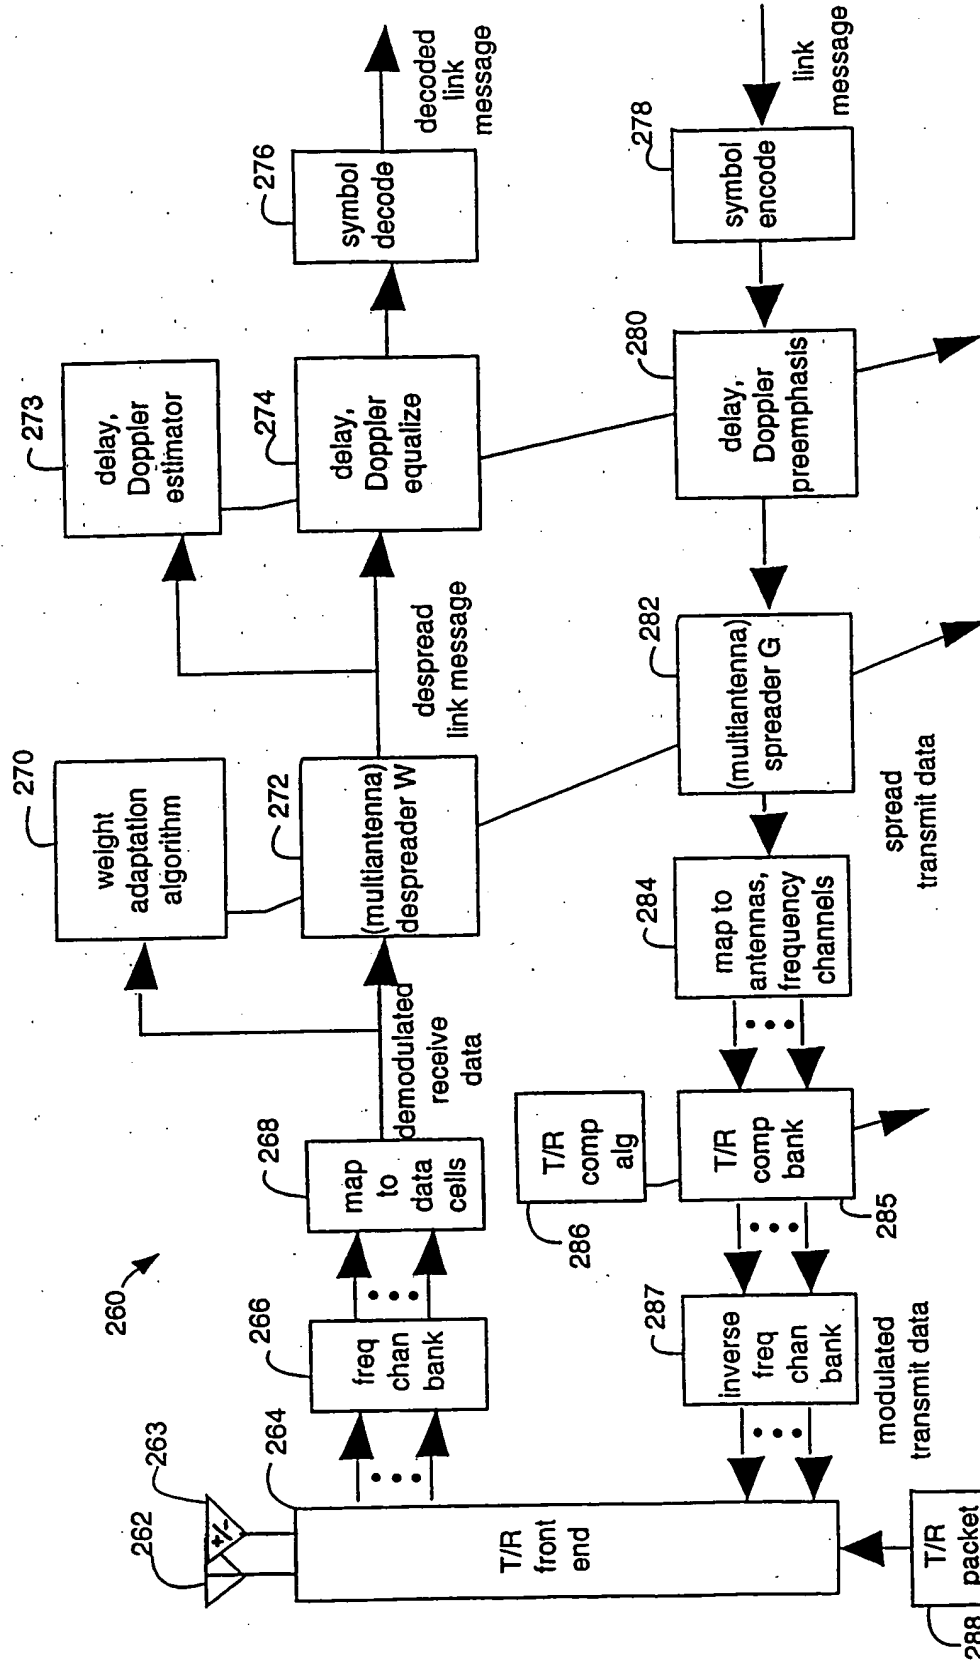 260
262
263
+/-
264
T/R
front
end
266
freq
chan
bank
268
map
to
data
cells
demodulated
receive
data
270
weight
adaptation
algorithm
272
(multiantenna)
despreader W
despread
link message
273
delay,
Doppler
estimator
274
delay,
Doppler
equalize
276
symbol
decode
decoded
link
message
link
message
278
symbol
encode
280
delay,
Doppler
preemphasis
282
(multiantenna)
spreader G
spread
transmit data
284
map to
antennas,
frequency
channels
286
T/R
comp
alg
T/R
comp
bank
285
287
inverse
freq
chan
bank
modulated
transmit data
T/R
packet
288